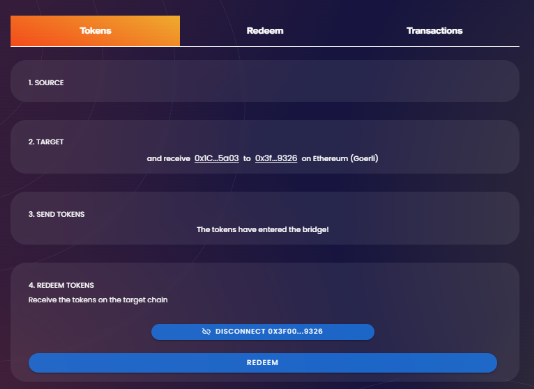 Tokens
Redeem
Transactions
1. SOURCE
2. TARGET
and receive 0x1C...5a03 to 0x3f...9326 on Ethereum (Goerli)
3. SEND TOKENS
The tokens have entered the bridge!
4. REDEEM TOKENS
Receive the tokens on the target chain
DISCONNECT 0X3F00...9326
REDEEM